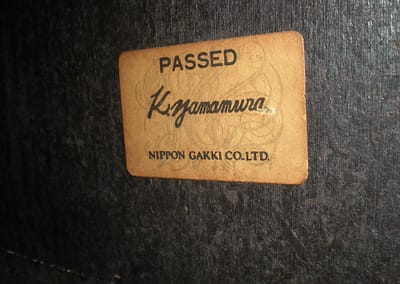 PASSED
K. Yamamura
NIPPON GAKKI CO. LTD.